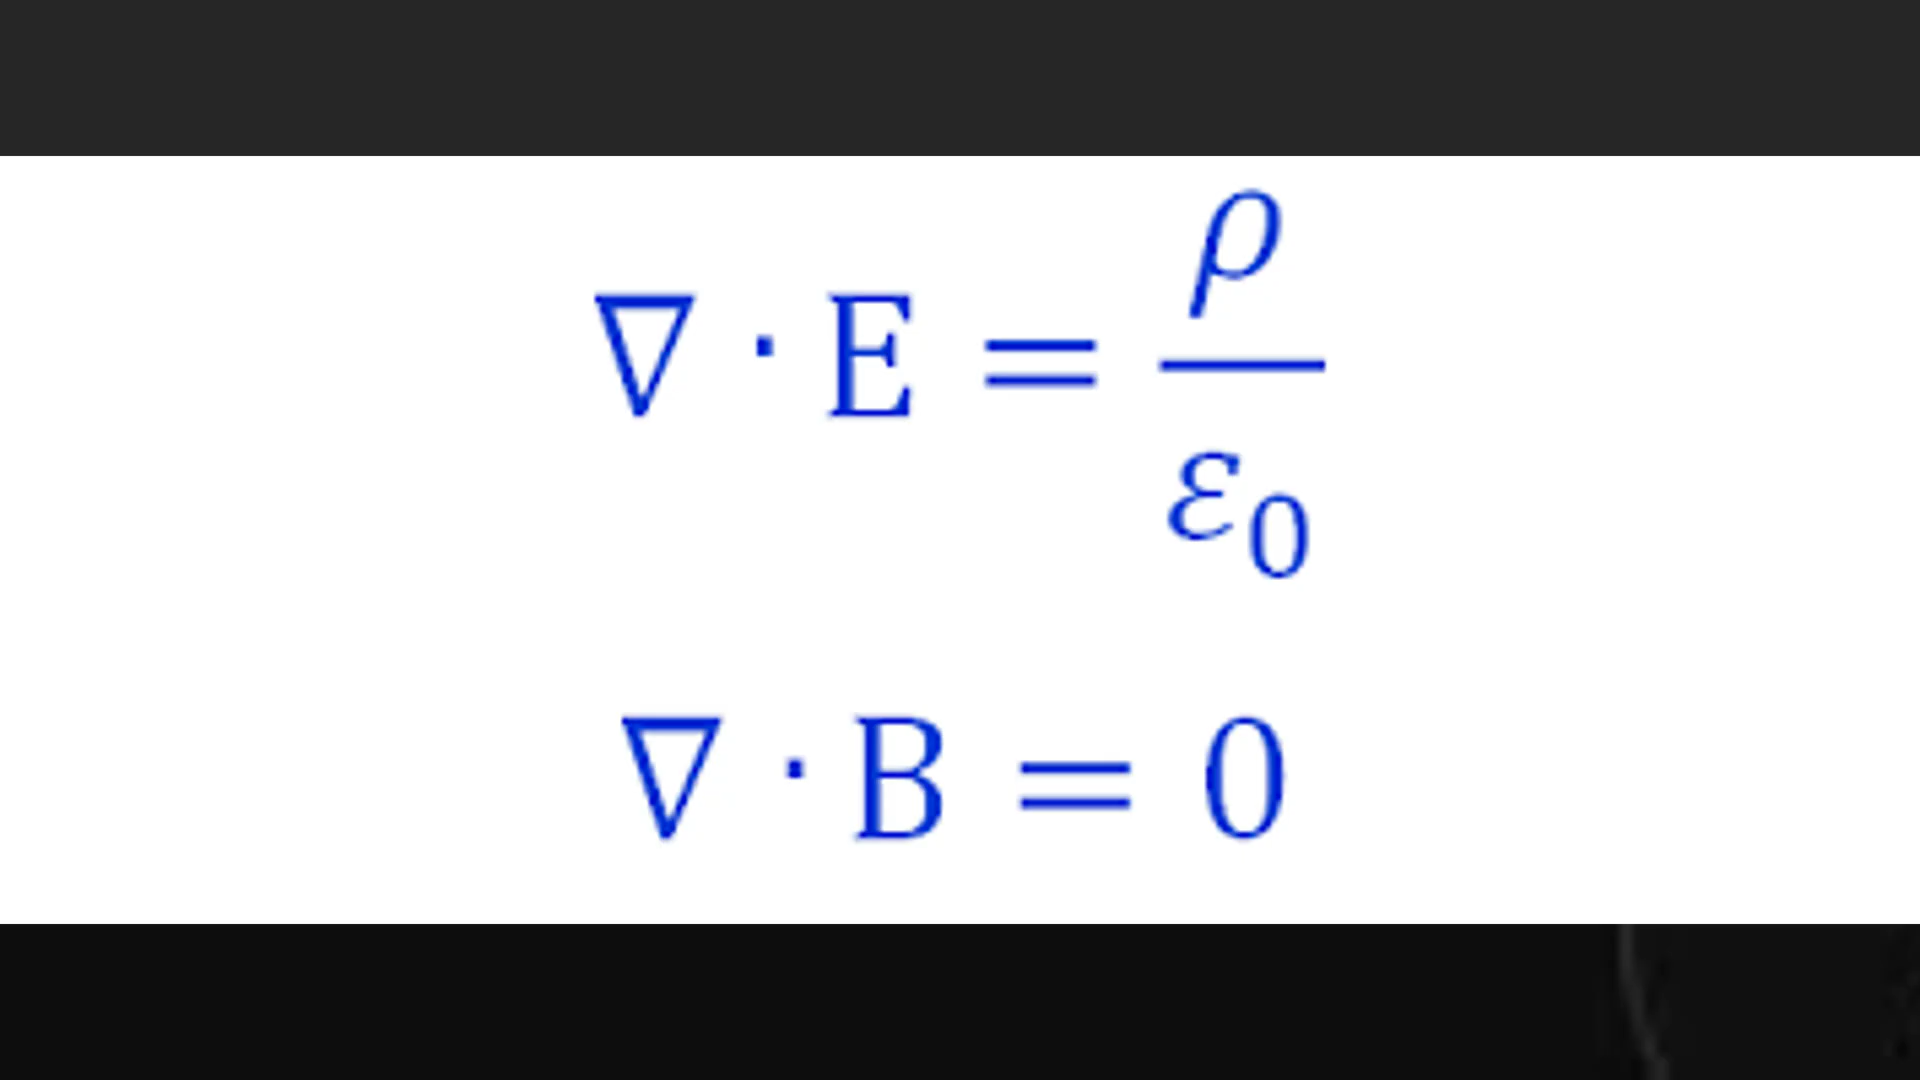 ∇ · E = ρ/ε₀
∇ · B = 0